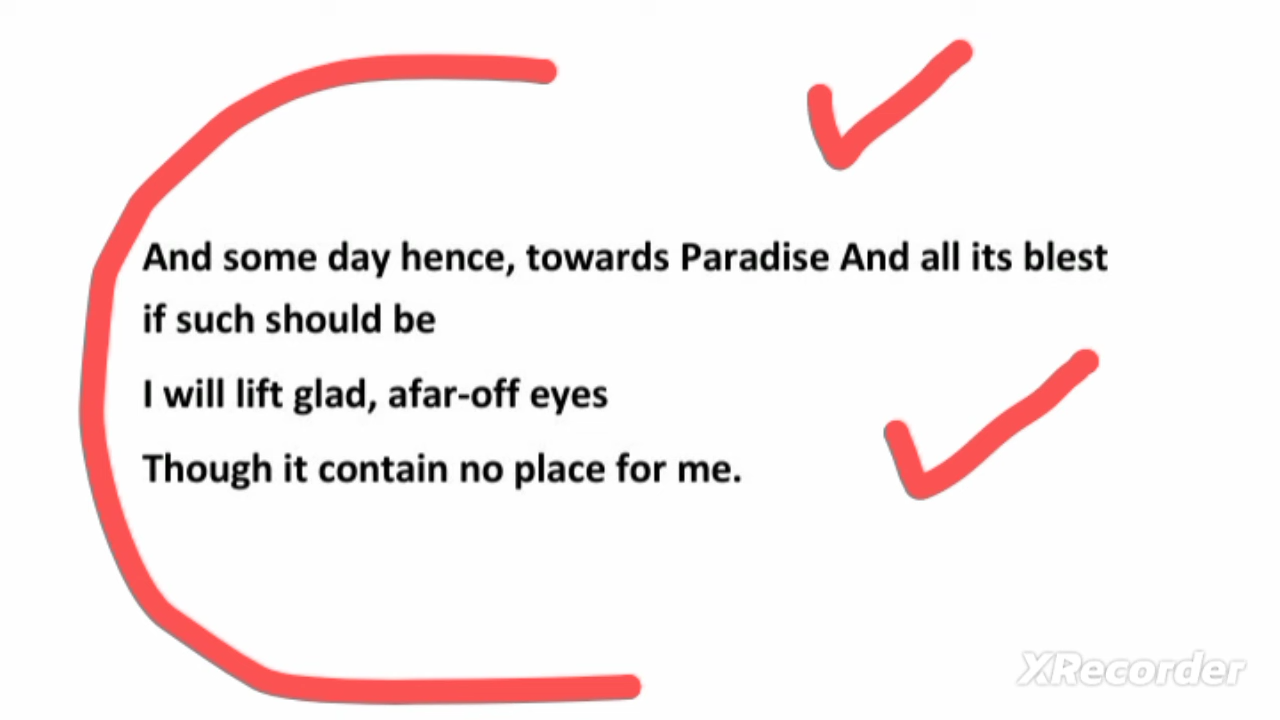 And some day hence, towards Paradise And all its blest
if such should be
I will lift glad, afar-off eyes
Though it contain no place for me.
XRecorder